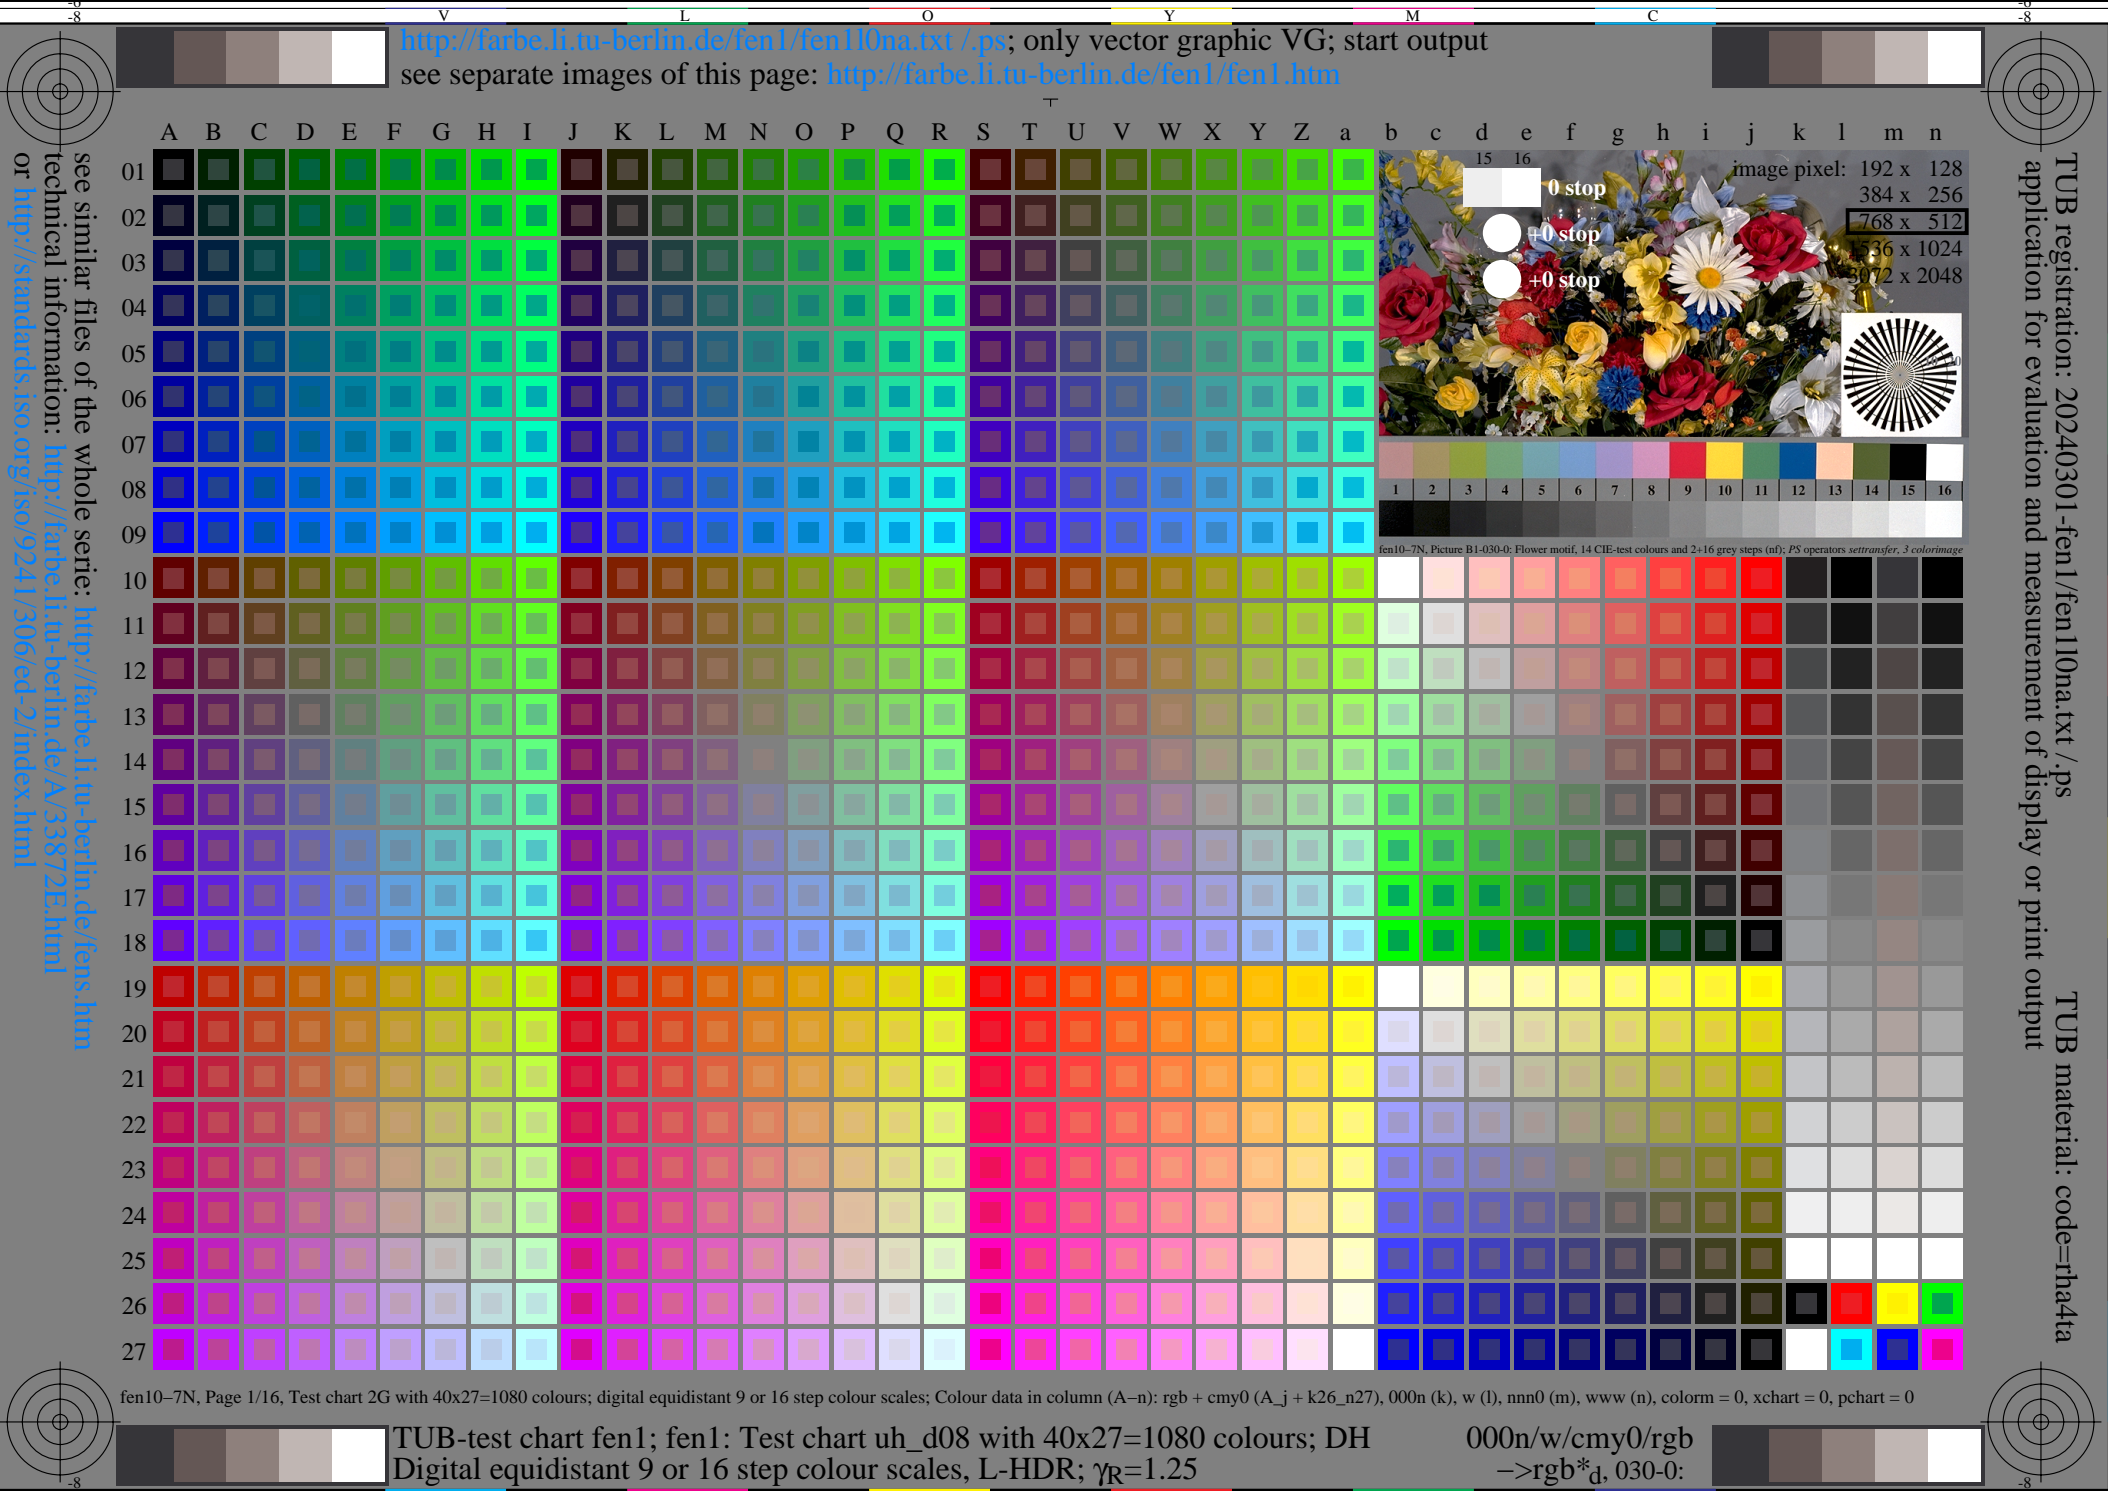 -8
V L O Y M C
-8
http://farbe.li.tu-berlin.de/fen1/fen1l0na.txt /.ps; only vector graphic VG; start output
see separate images of this page: http://farbe.li.tu-berlin.de/fen1/fen1.htm
A B C D E F G H I J K L M N O P Q R S T U V W X Y Z a b c d e f g h i j k l m n
see similar files of the whole serie: http://farbe.li.tu-berlin.de/fens.htm
technical information: http://farbe.li.tu-berlin.de/A/33872E.html
or http://standards.iso.org/iso/9241/306/ed-2/index.html
01
02
03
04
05
06
07
08
09
10
11
12
13
14
15
16
17
18
19
20
21
22
23
24
25
26
27
15 16
0 stop
+0 stop
+0 stop
image pixel: 192 x 128
384 x 256
768 x 512
1536 x 1024
3072 x 2048
1 2 3 4 5 6 7 8 9 10 11 12 13 14 15 16
fen10−7N, Picture B1-030-0: Flower motif, 14 CIE-test colours and 2+16 grey steps (nf); PS operators settransfer, 3 colorimage
TUB registration: 20240301-fen1/fen1l0na.txt /.ps
application for evaluation and measurement of display or print output
TUB material: code=rha4ta
fen10−7N, Page 1/16, Test chart 2G with 40x27=1080 colours; digital equidistant 9 or 16 step colour scales; Colour data in column (A−n): rgb + cmy0 (A_j + k26_n27), 000n (k), w (l), nnn0 (m), www (n), colorm = 0, xchart = 0, pchart = 0
TUB-test chart fen1; fen1: Test chart uh_d08 with 40x27=1080 colours; DH
Digital equidistant 9 or 16 step colour scales, L-HDR; γR=1.25
000n/w/cmy0/rgb
−>rgb*d, 030-0:
-8
-8